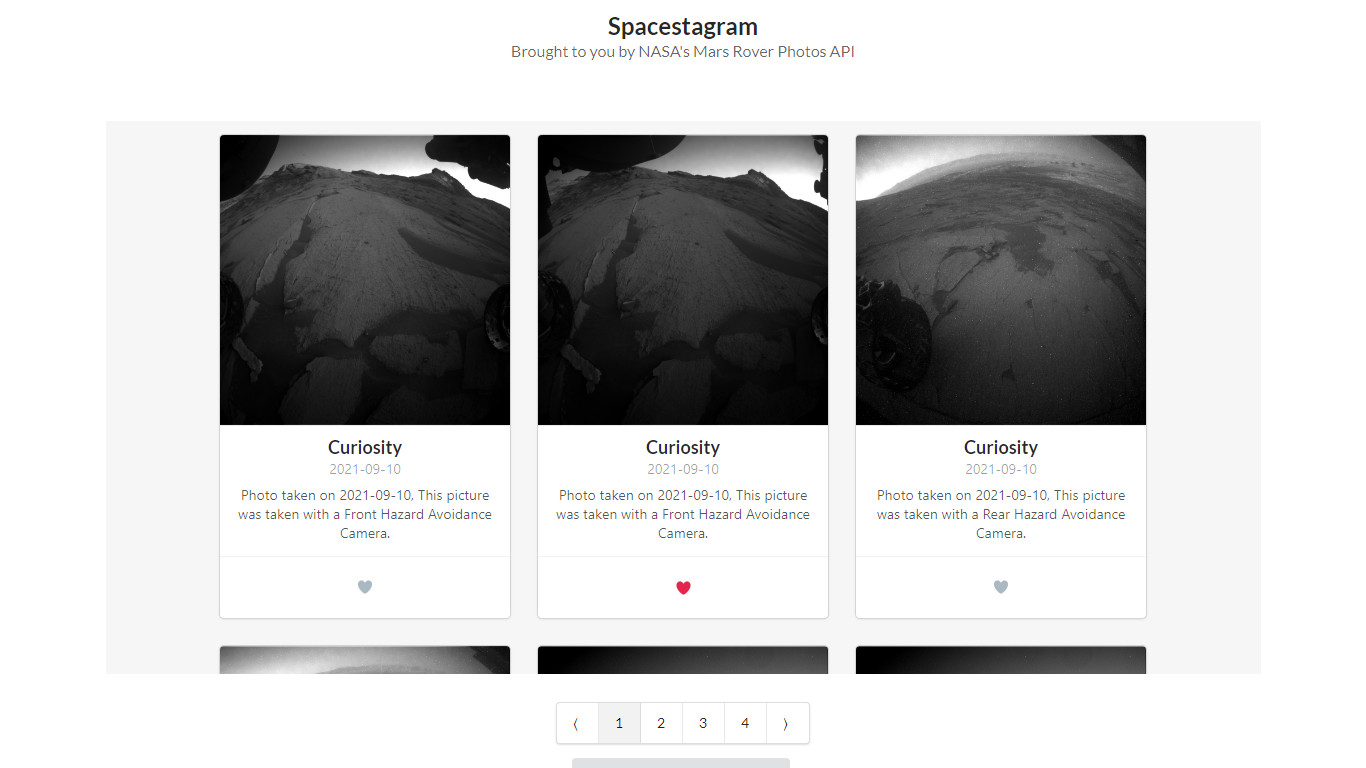 Spacestagram
Brought to you by NASA's Mars Rover Photos API
Curiosity
2021-09-10
Photo taken on 2021-09-10, This picture
was taken with a Front Hazard Avoidance
Camera.
Curiosity
2021-09-10
Photo taken on 2021-09-10, This picture
was taken with a Front Hazard Avoidance
Camera.
Curiosity
2021-09-10
Photo taken on 2021-09-10, This picture
was taken with a Rear Hazard Avoidance
Camera.
⟨ 1 2 3 4 ⟩